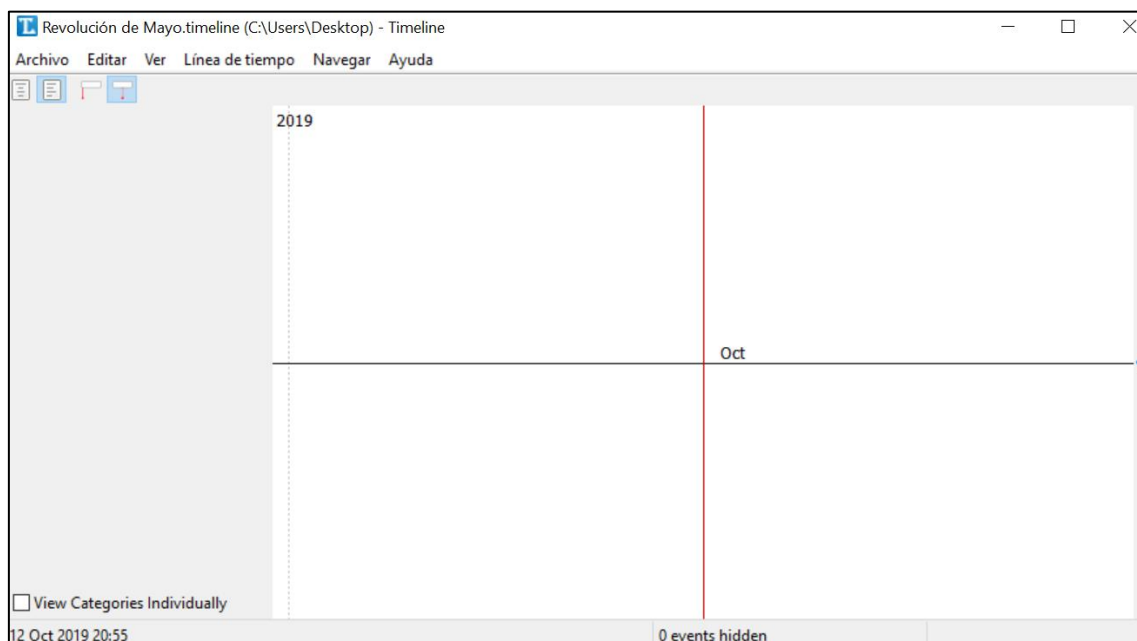 Revolución de Mayo.timeline (C:\Users\Desktop) - Timeline
Archivo Editar Ver Línea de tiempo Navegar Ayuda
2019
Oct
View Categories Individually
12 Oct 2019 20:55 0 events hidden